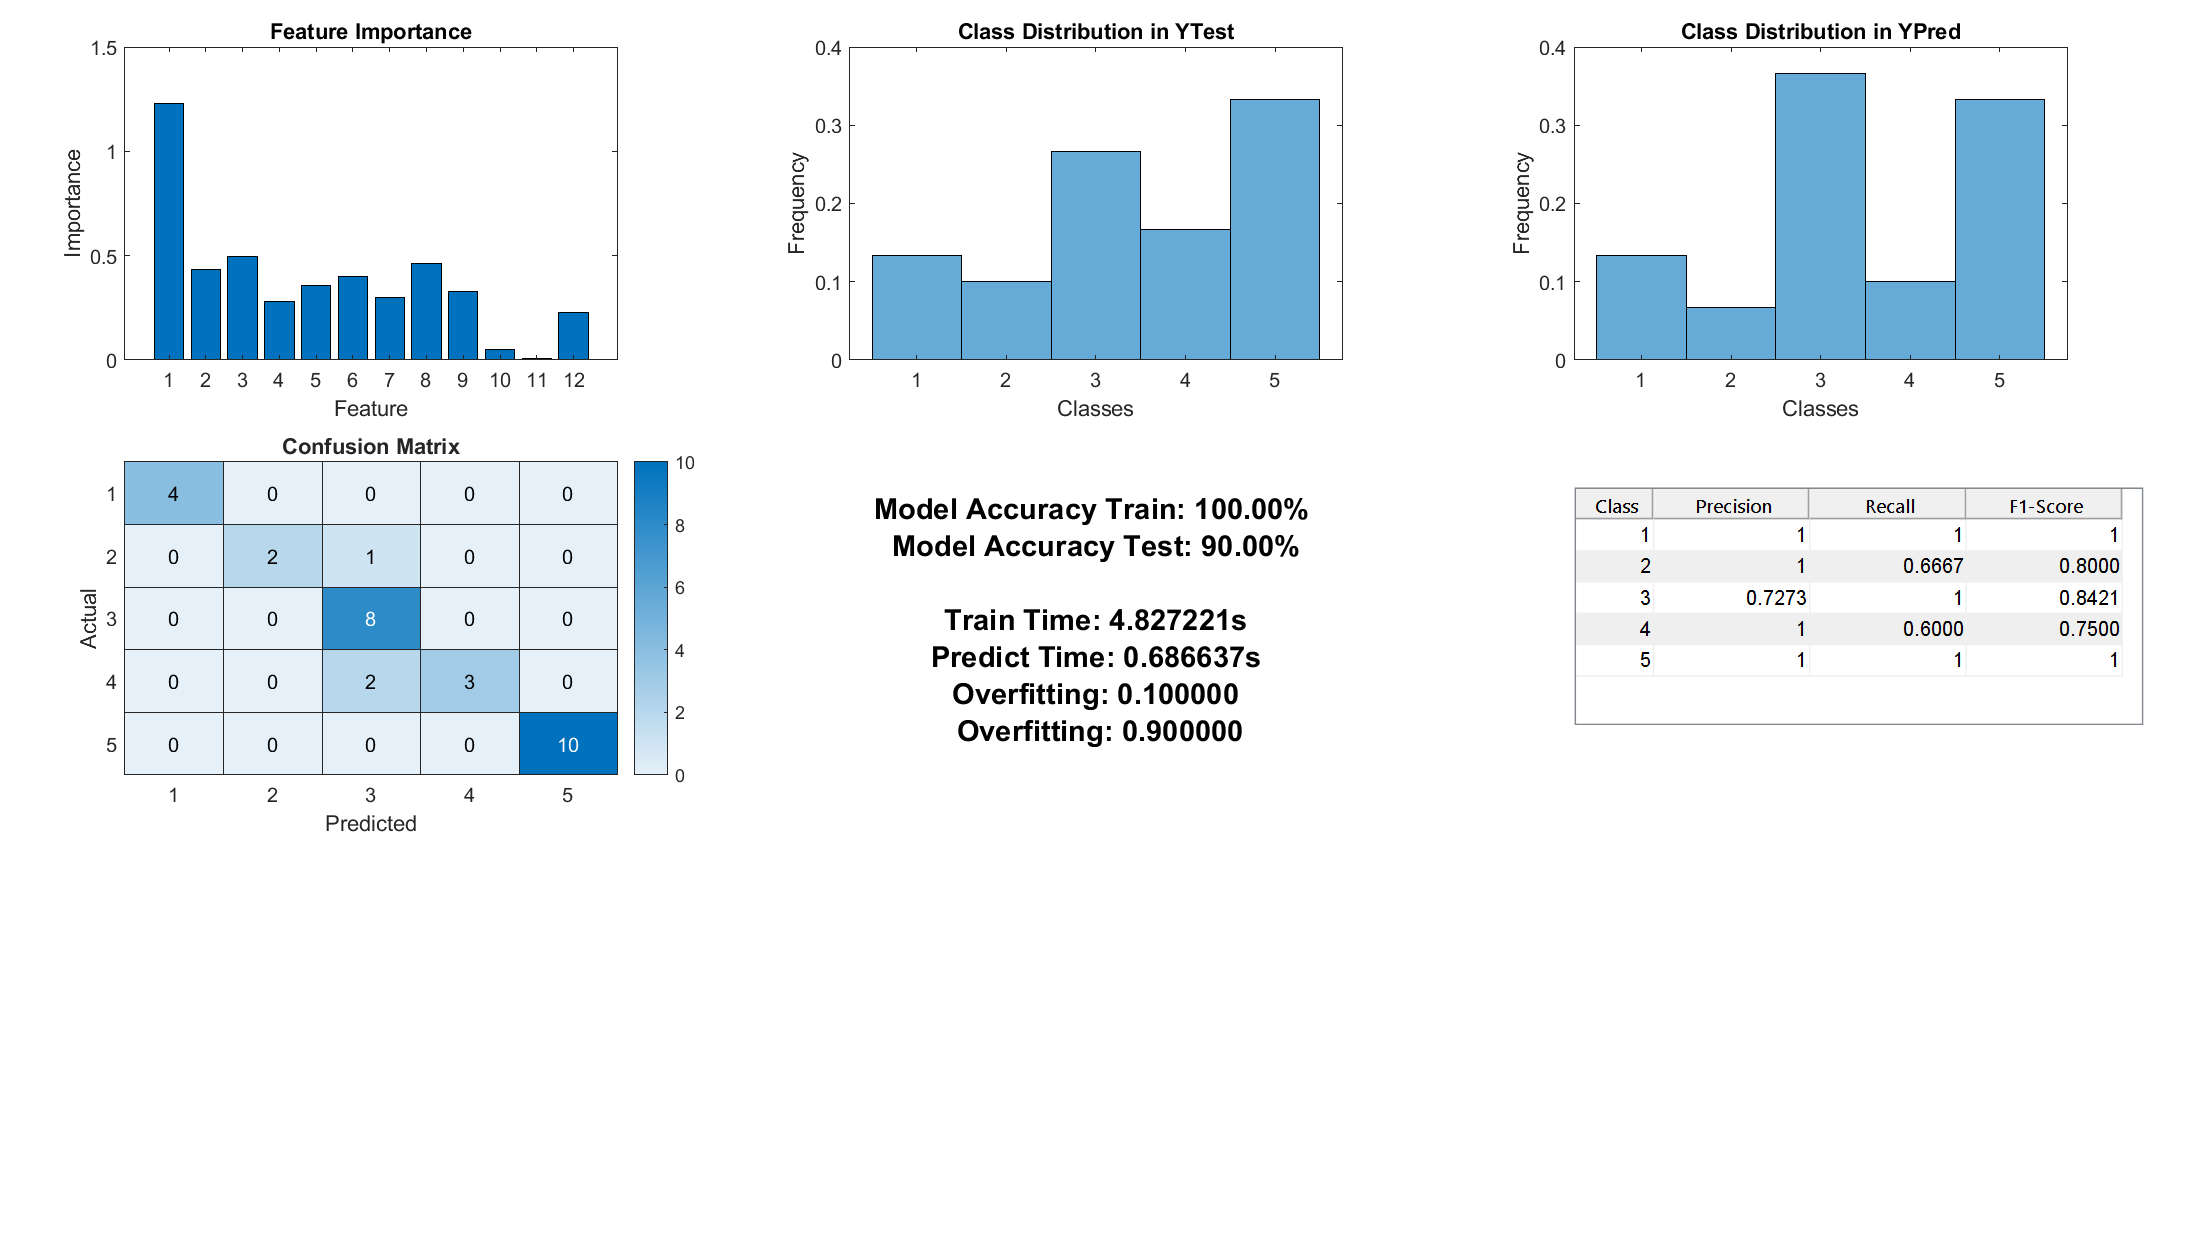 Feature Importance
1.5
1
0.5
0
Importance
1 2 3 4 5 6 7 8 9 10 11 12
Feature
Class Distribution in YTest
0.4
0.3
0.2
0.1
0
Frequency
1 2 3 4 5
Classes
Class Distribution in YPred
0.4
0.3
0.2
0.1
0
Frequency
1 2 3 4 5
Classes
Confusion Matrix
Actual
1 4 0 0 0 0
2 0 2 1 0 0
3 0 0 8 0 0
4 0 0 2 3 0
5 0 0 0 0 10
1 2 3 4 5
Predicted
10
8
6
4
2
0
Model Accuracy Train: 100.00%
Model Accuracy Test: 90.00%
Train Time: 4.827221s
Predict Time: 0.686637s
Overfitting: 0.100000
Overfitting: 0.900000
Class Precision Recall F1-Score
1 1 1 1
2 1 0.6667 0.8000
3 0.7273 1 0.8421
4 1 0.6000 0.7500
5 1 1 1